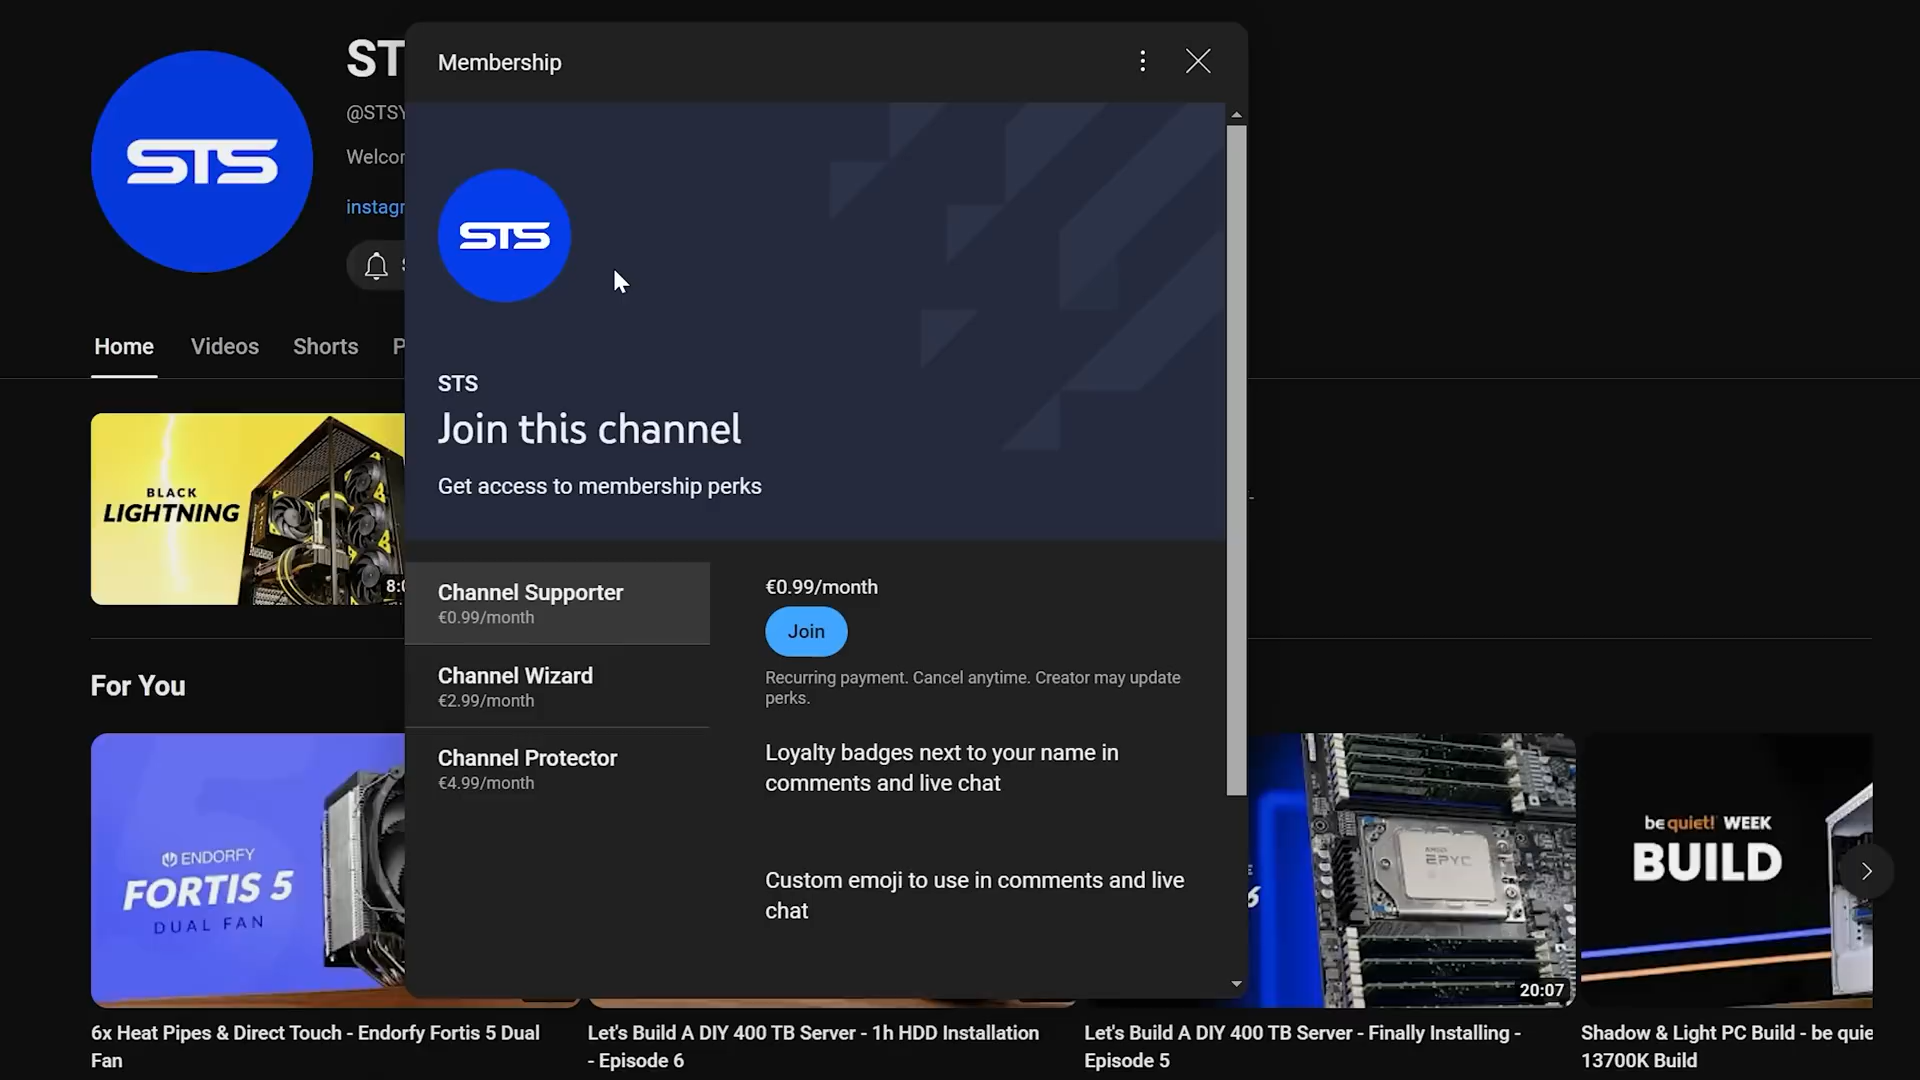 STS
ST
@STSY
Welcor
instagr
Home
Videos
Shorts
P
Membership
STS
STS
Join this channel
Get access to membership perks
Channel Supporter
€0.99/month
Channel Wizard
€2.99/month
Channel Protector
€4.99/month
€0.99/month
Join
Recurring payment. Cancel anytime. Creator may update
perks.
Loyalty badges next to your name in
comments and live chat
Custom emoji to use in comments and live
chat
BLACK
LIGHTNING
8:0
For You
ENDORFY
FORTIS 5
DUAL FAN
6x Heat Pipes & Direct Touch - Endorfy Fortis 5 Dual
Fan
Let's Build A DIY 400 TB Server - 1h HDD Installation
- Episode 6
AMD
EPYC
20:07
Let's Build A DIY 400 TB Server - Finally Installing -
Episode 5
be quiet! WEEK
BUILD
Shadow & Light PC Build - be quie
13700K Build